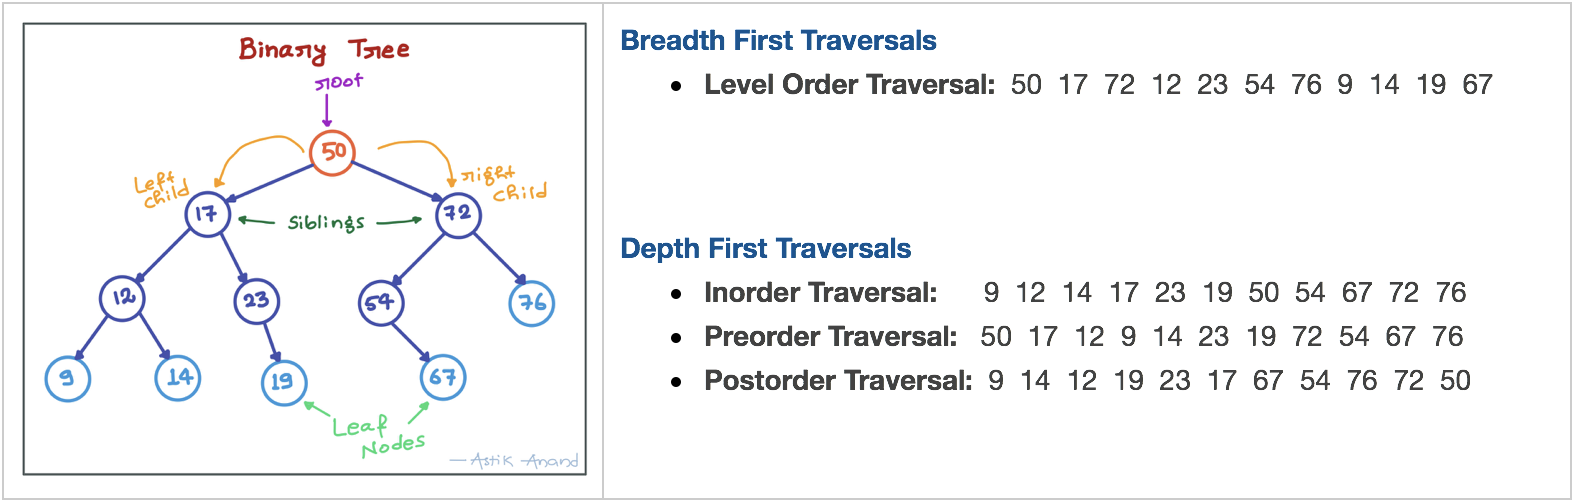 Binary Tree
root
50
Left
child
right
child
17
Siblings
72
12
23
54
76
9
14
19
67
Leaf
Nodes
— Astik Anand
Breadth First Traversals
• Level Order Traversal: 50 17 72 12 23 54 76 9 14 19 67
Depth First Traversals
• Inorder Traversal: 9 12 14 17 23 19 50 54 67 72 76
• Preorder Traversal: 50 17 12 9 14 23 19 72 54 67 76
• Postorder Traversal: 9 14 12 19 23 17 67 54 76 72 50